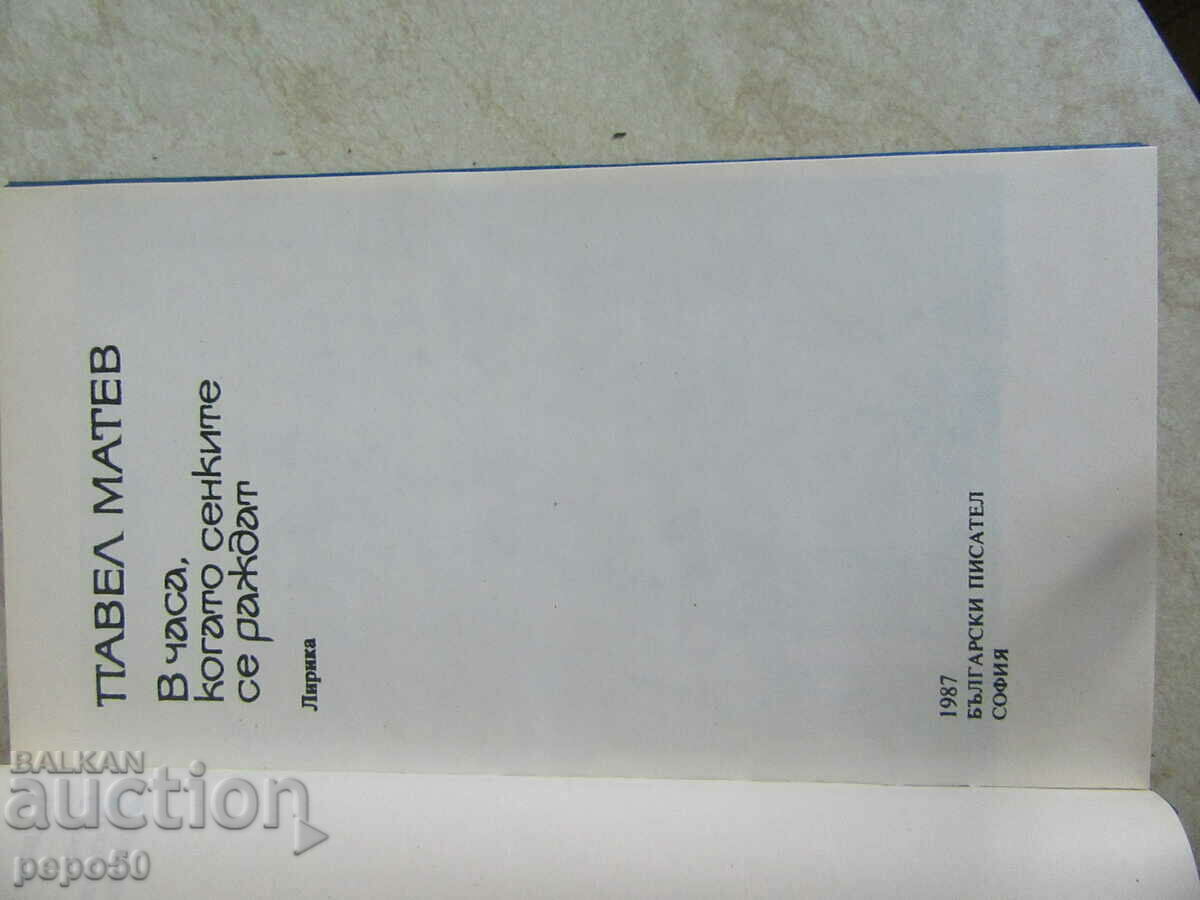 ПАВЕЛ МАТЕВ
В часа,
когато сенките
се раждат
Лирика
1987
БЪЛГАРСКИ ПИСАТЕЛ
СОФИЯ
BALKAN
auction
pepo50